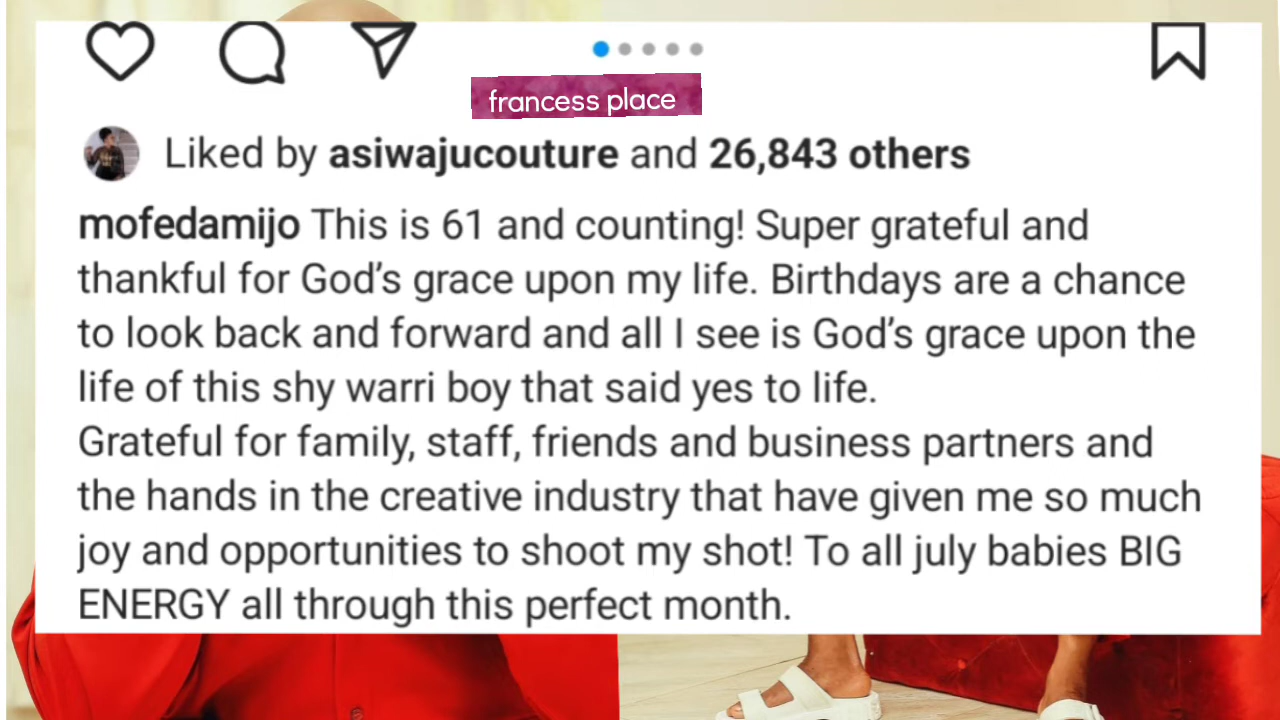 francess place
Liked by asiwajucouture and 26,843 others
mofedamijo This is 61 and counting! Super grateful and
thankful for God's grace upon my life. Birthdays are a chance
to look back and forward and all I see is God's grace upon the
life of this shy warri boy that said yes to life.
Grateful for family, staff, friends and business partners and
the hands in the creative industry that have given me so much
joy and opportunities to shoot my shot! To all july babies BIG
ENERGY all through this perfect month.